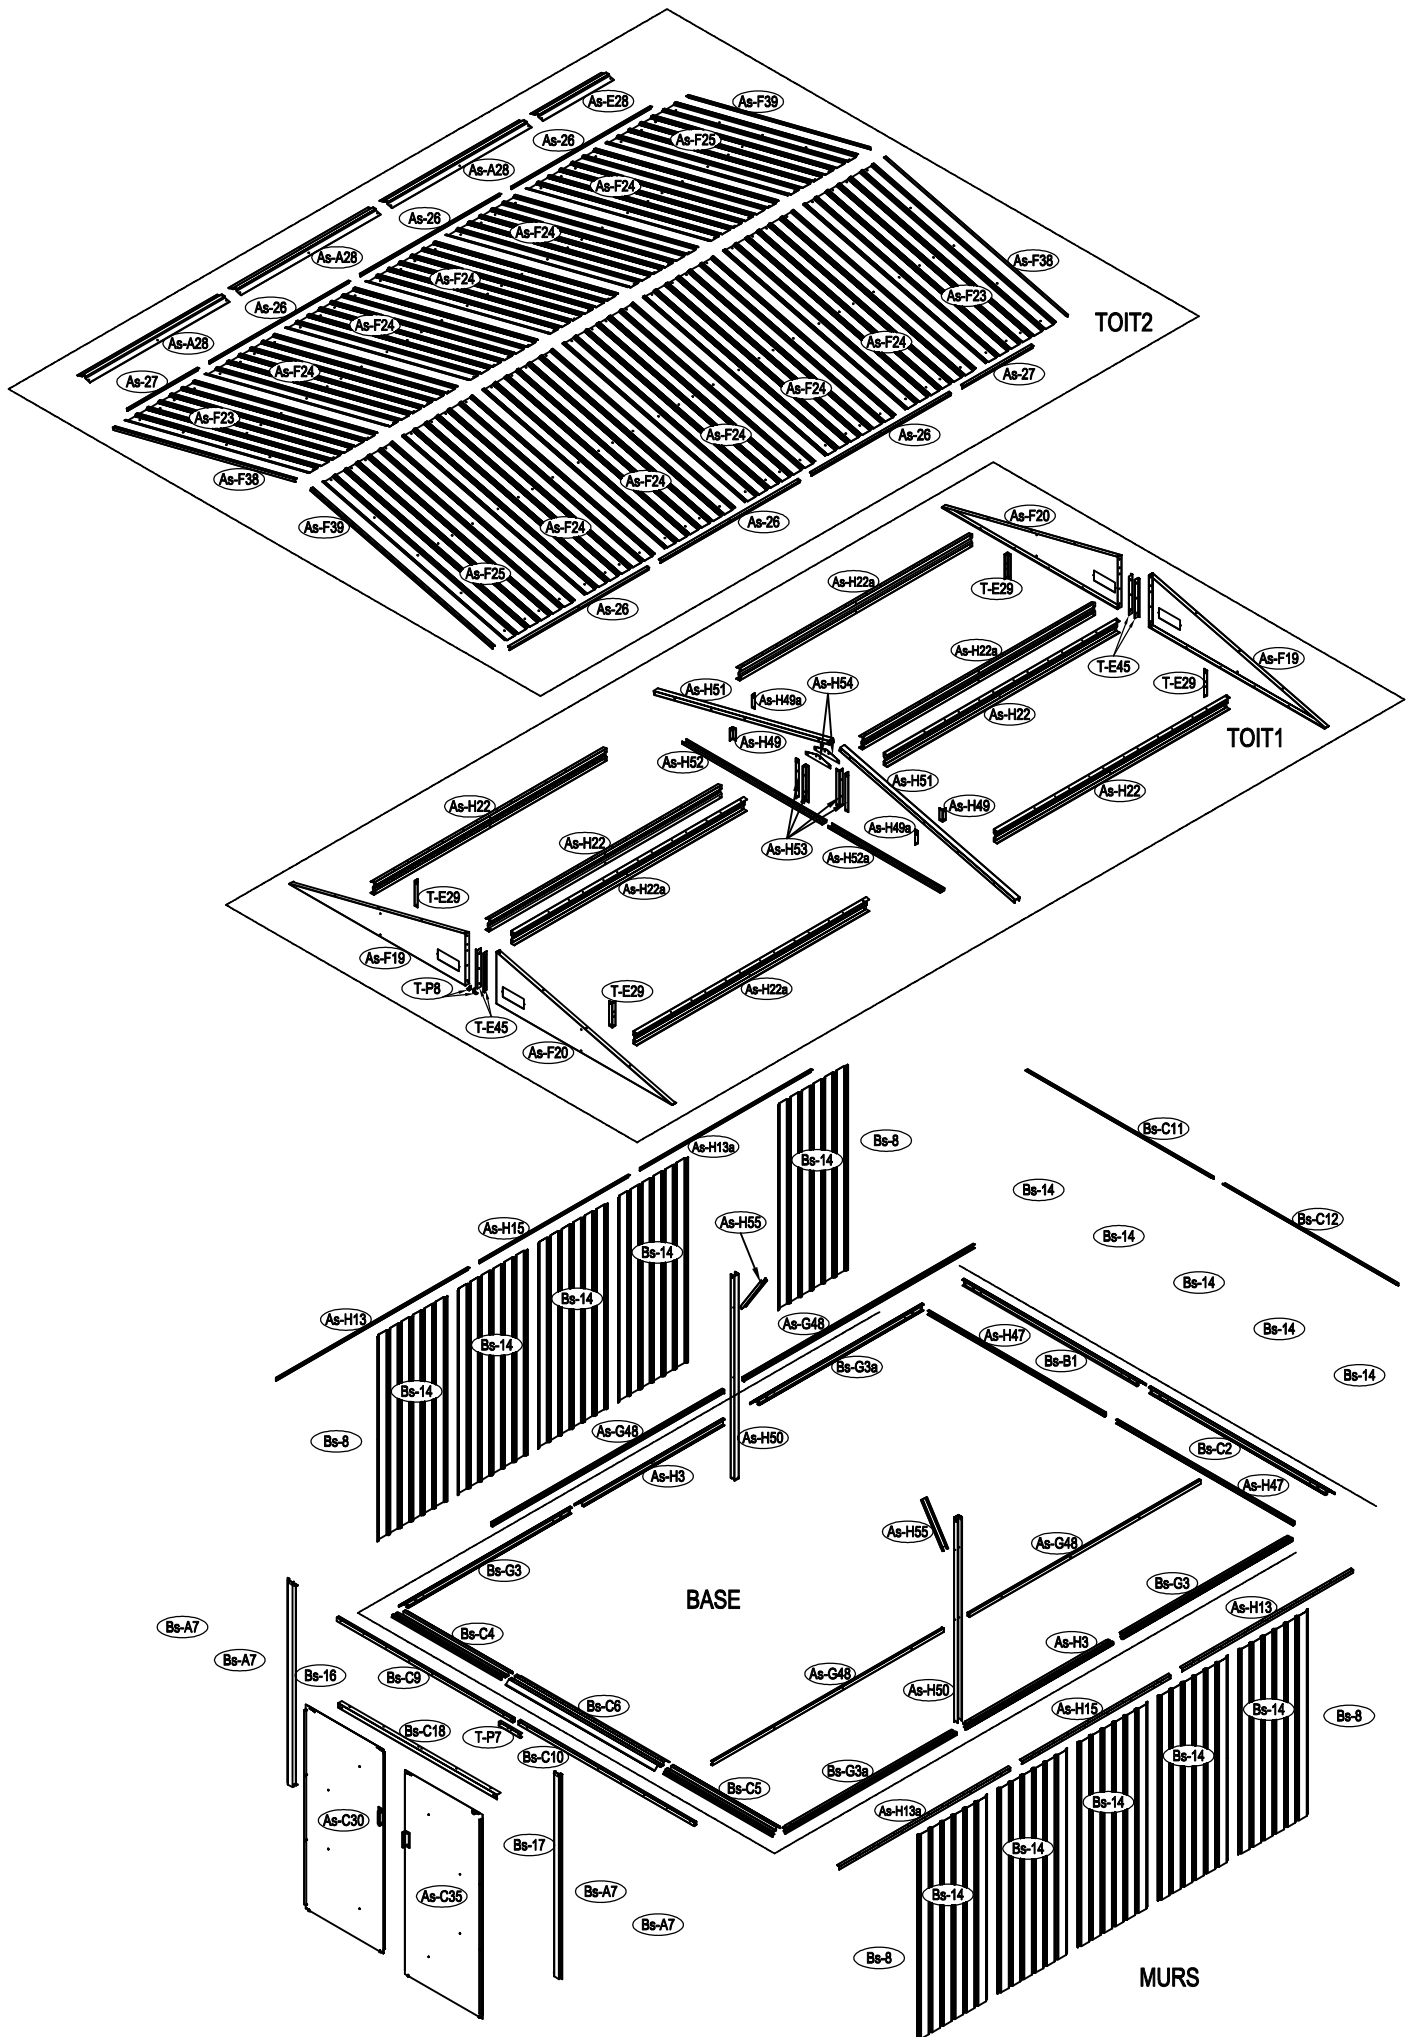 As-E28
As-F39
As-26
As-F25
As-A28
As-F24
As-26
As-F24
As-A28
As-F24
As-F38
As-F23
As-26
As-F24
TOIT2
As-A28
As-F24
As-F24
As-27
As-27
As-F24
As-F23
As-F24
As-26
As-F38
As-F24
As-F39
As-26
As-F24
As-F25
As-26
As-F20
As-H22a
T-E29
As-H22a
T-E45
As-F19
As-H51
As-H54
T-E29
As-H49a
As-H22
TOIT1
As-H49
As-H52
As-H51
As-H22
As-H22
As-H49
As-H22
As-H49a
As-H53
As-H52a
As-H22a
T-E29
As-F19
T-P8
T-E29
As-H22a
T-E45
As-F20
Bs-C11
As-H13a
Bs-8
Bs-14
Bs-14
Bs-C12
As-H55
As-H15
Bs-14
Bs-14
Bs-14
Bs-14
As-H13
As-G48
Bs-14
As-H47
Bs-14
Bs-B1
Bs-G3a
Bs-14
Bs-14
As-G48
As-H50
Bs-8
Bs-C2
As-H3
As-H47
As-H55
As-G48
Bs-G3
BASE
Bs-G3
As-H13
Bs-A7
Bs-C4
As-H3
Bs-A7
Bs-16
Bs-C9
As-G48
As-H50
Bs-C6
As-H15
Bs-14
Bs-8
Bs-C18
T-P7
Bs-C10
Bs-14
Bs-C5
Bs-G3a
Bs-14
As-H13a
As-C30
Bs-17
Bs-14
Bs-A7
As-C35
Bs-14
Bs-A7
Bs-8
MURS